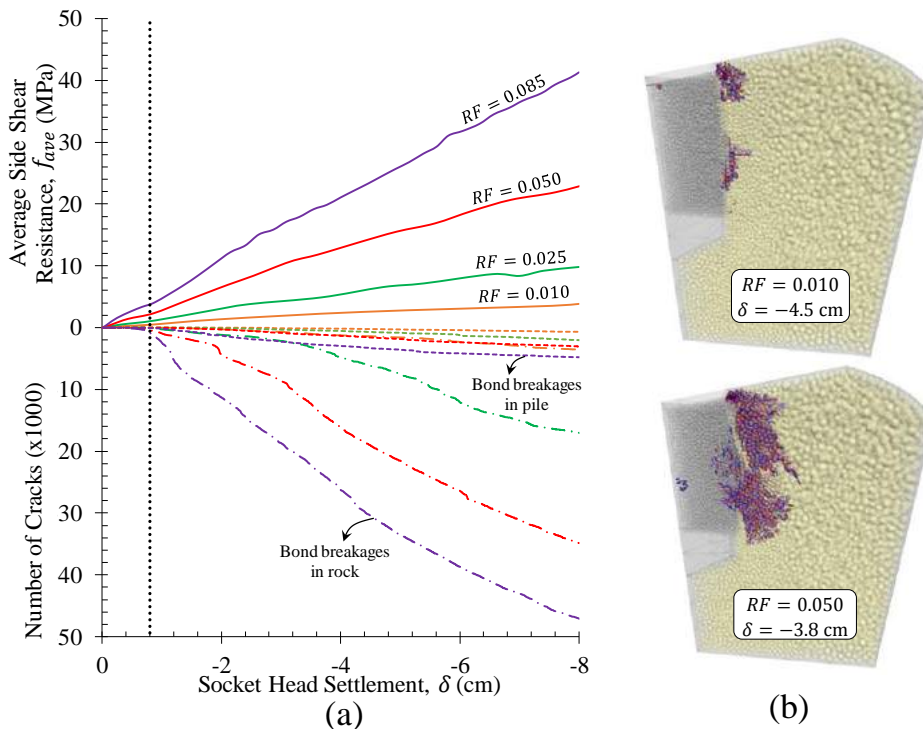 50
40
30
20
10
0
10
20
30
40
50
Average Side Shear
Resistance, f_ave (MPa)
Number of Cracks (x1000)
RF = 0.085
RF = 0.050
RF = 0.025
RF = 0.010
Bond breakages
in pile
Bond breakages
in rock
0 -2 -4 -6 -8
Socket Head Settlement, δ (cm)
(a)
RF = 0.010
δ = −4.5 cm
RF = 0.050
δ = −3.8 cm
(b)